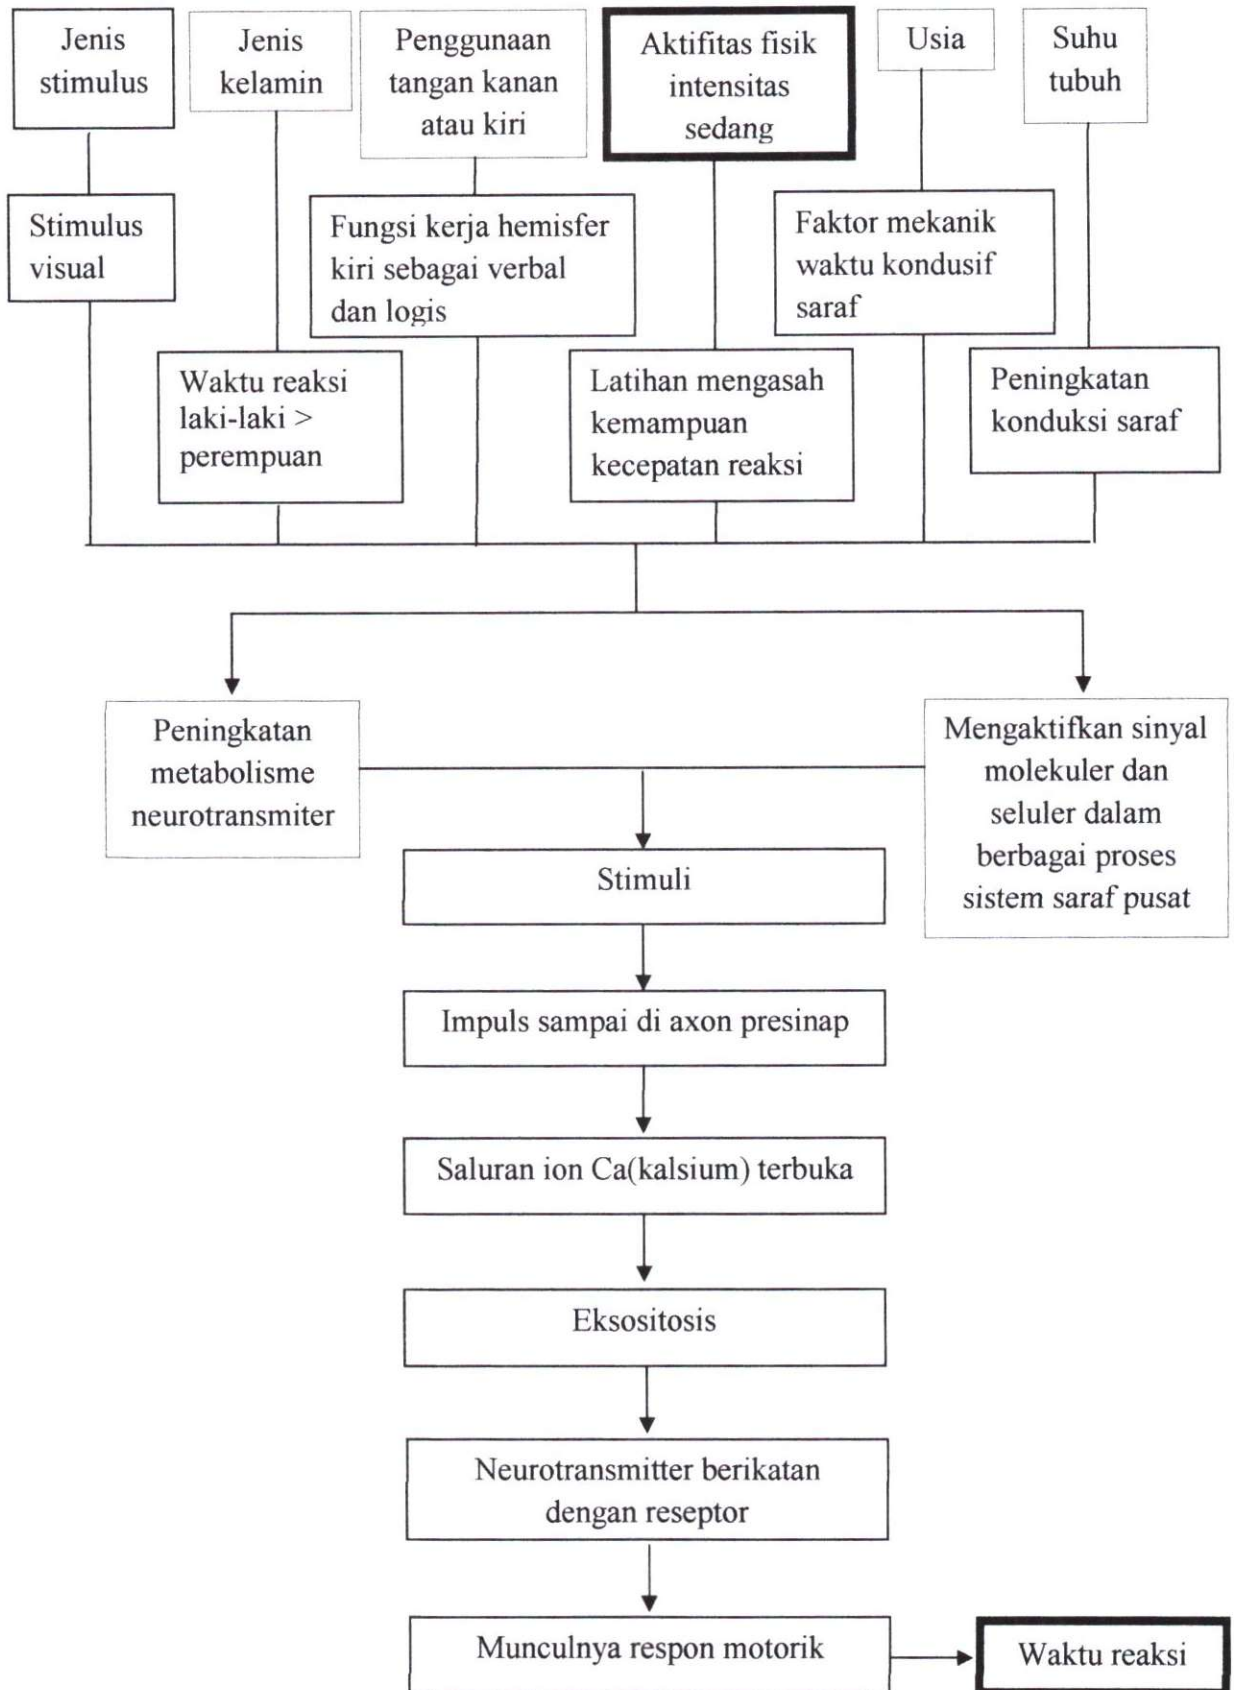 Jenis
stimulus
Jenis
kelamin
Penggunaan
tangan kanan
atau kiri
Aktifitas fisik
intensitas
sedang
Usia
Suhu
tubuh
Stimulus
visual
Fungsi kerja hemisfer
kiri sebagai verbal
dan logis
Faktor mekanik
waktu kondusif
saraf
Waktu reaksi
laki-laki >
perempuan
Latihan mengasah
kemampuan
kecepatan reaksi
Peningkatan
konduksi saraf
Peningkatan
metabolisme
neurotransmiter
Mengaktifkan sinyal
molekuler dan
seluler dalam
berbagai proses
sistem saraf pusat
Stimuli
Impuls sampai di axon presinap
Saluran ion Ca(kalsium) terbuka
Eksositosis
Neurotransmitter berikatan
dengan reseptor
Munculnya respon motorik
Waktu reaksi